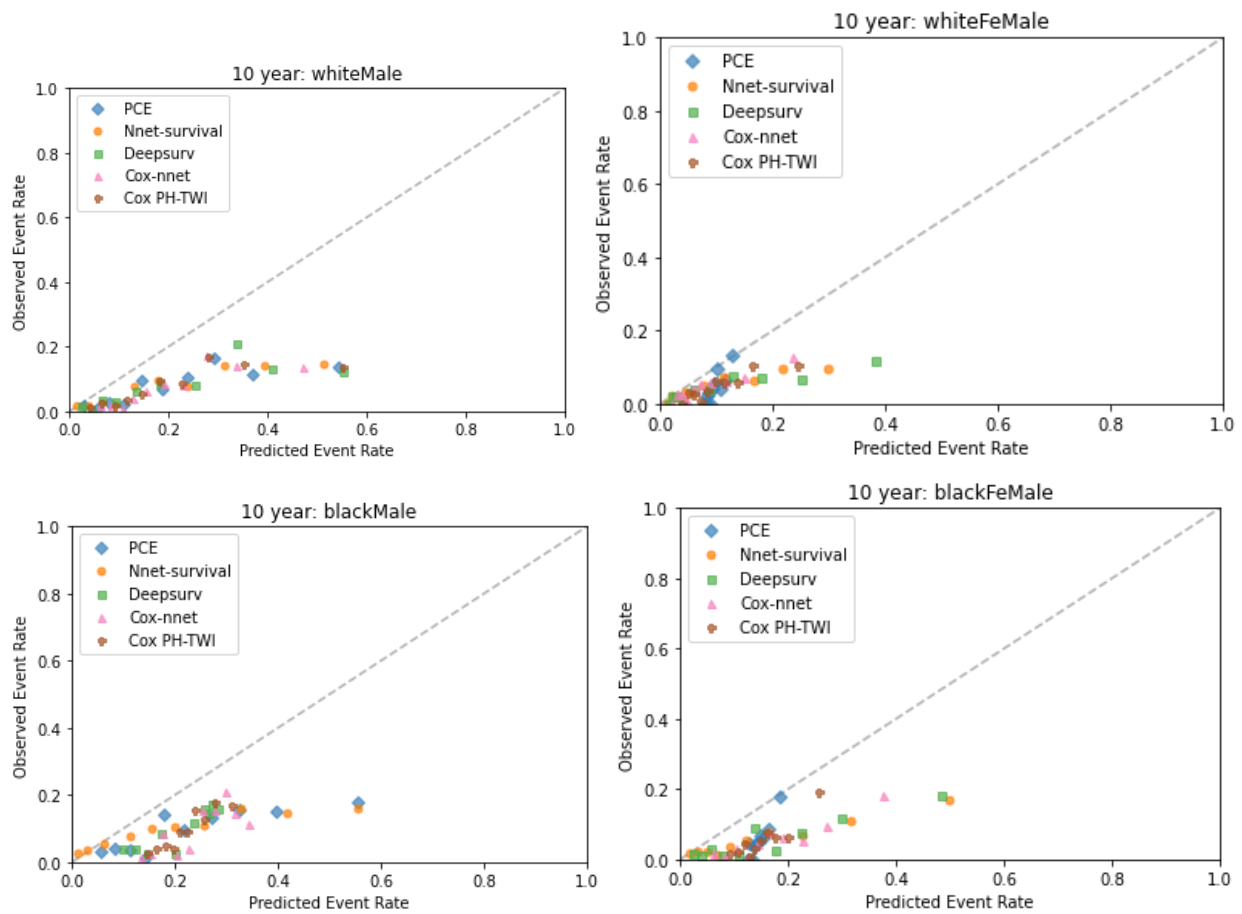 10 year: whiteMale
1.0
0.8
0.6
0.4
0.2
0.0
Observed Event Rate
PCE
Nnet-survival
Deepsurv
Cox-nnet
Cox PH-TWI
0.0 0.2 0.4 0.6 0.8 1.0
Predicted Event Rate
10 year: whiteFeMale
1.0
0.8
0.6
0.4
0.2
0.0
Observed Event Rate
PCE
Nnet-survival
Deepsurv
Cox-nnet
Cox PH-TWI
0.0 0.2 0.4 0.6 0.8 1.0
Predicted Event Rate
10 year: blackMale
1.0
0.8
0.6
0.4
0.2
0.0
Observed Event Rate
PCE
Nnet-survival
Deepsurv
Cox-nnet
Cox PH-TWI
0.0 0.2 0.4 0.6 0.8 1.0
Predicted Event Rate
10 year: blackFeMale
1.0
0.8
0.6
0.4
0.2
0.0
Observed Event Rate
PCE
Nnet-survival
Deepsurv
Cox-nnet
Cox PH-TWI
0.0 0.2 0.4 0.6 0.8 1.0
Predicted Event Rate